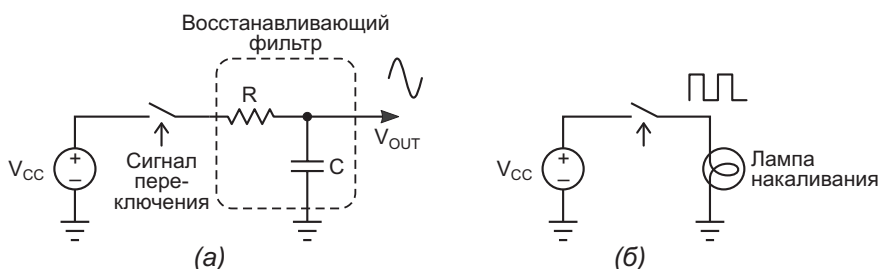 Восстанавливающий
фильтр
R
V_CC
+
–
Сигнал
пере-
ключения
C
V_OUT
(а)
V_CC
+
–
Лампа
накаливания
(б)